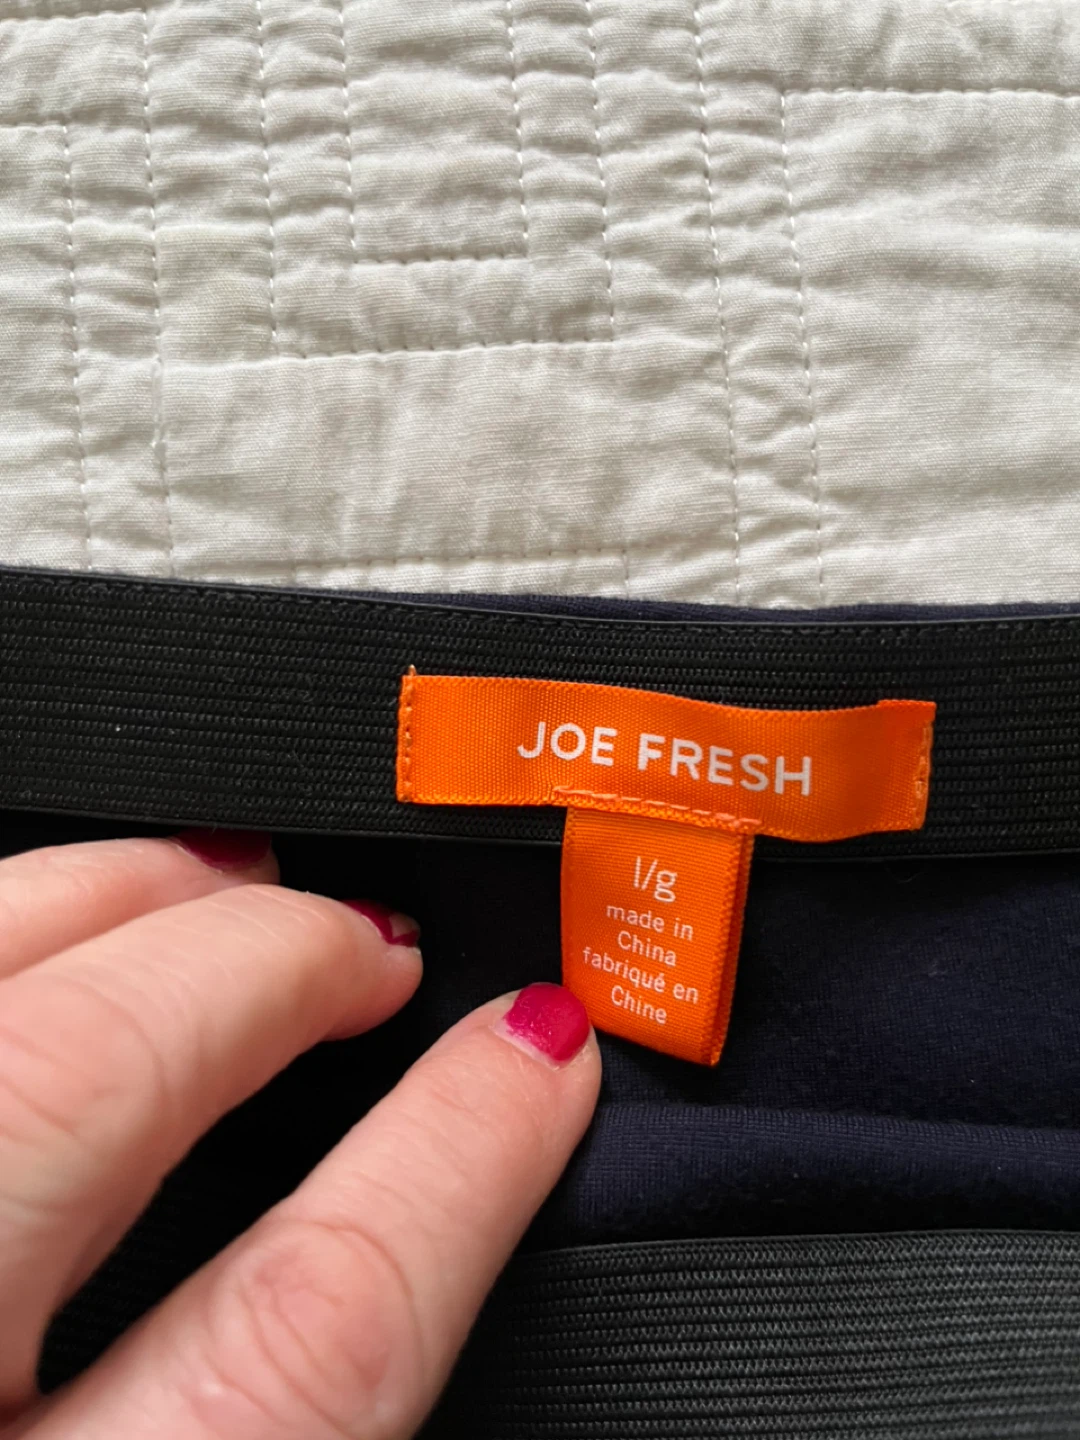 JOE FRESH
l/g
made in
China
fabriqué en
Chine